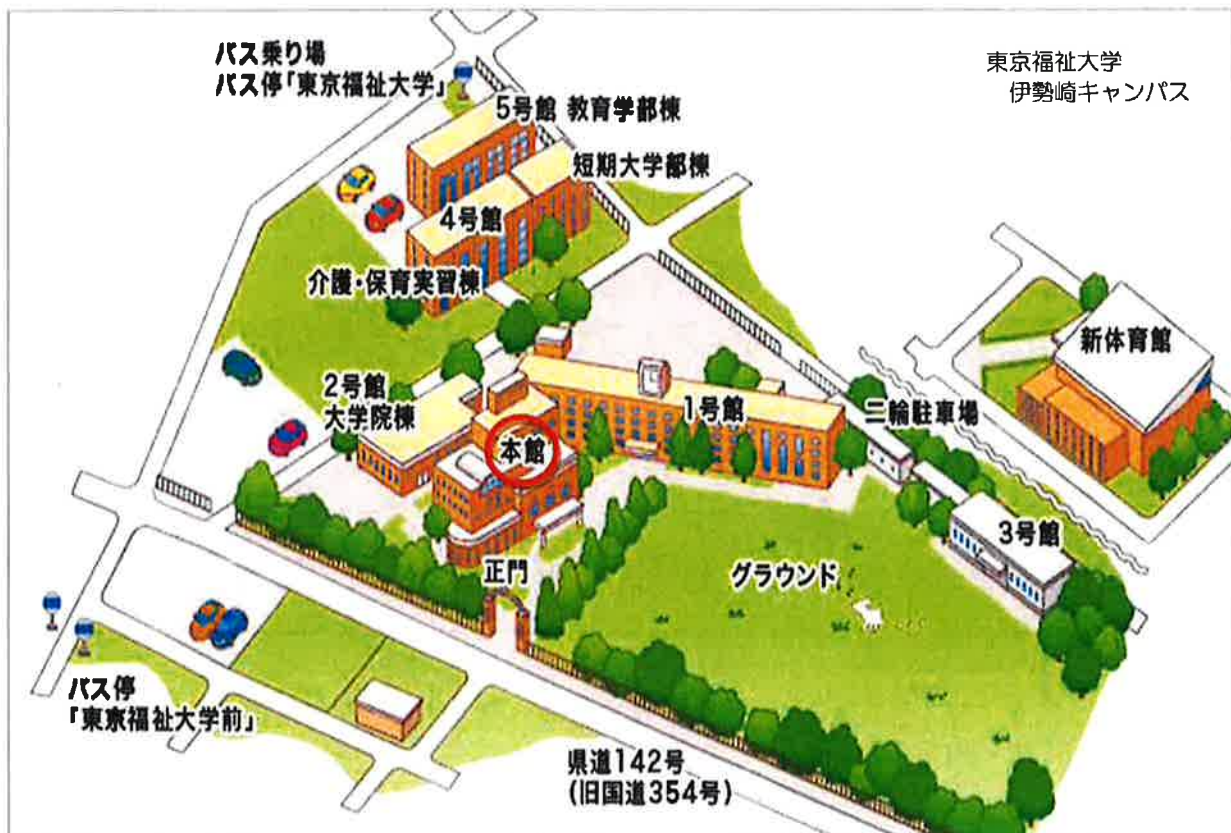 バス乗り場
バス停「東京福祉大学」
東京福祉大学
伊勢崎キャンパス
5号館 教育学部棟
短期大学部棟
4号館
介護・保育実習棟
新体育館
2号館
大学院棟
1号館
二輪駐車場
本館
3号館
正門
グラウンド
バス停
「東京福祉大学前」
県道142号
(旧国道354号)